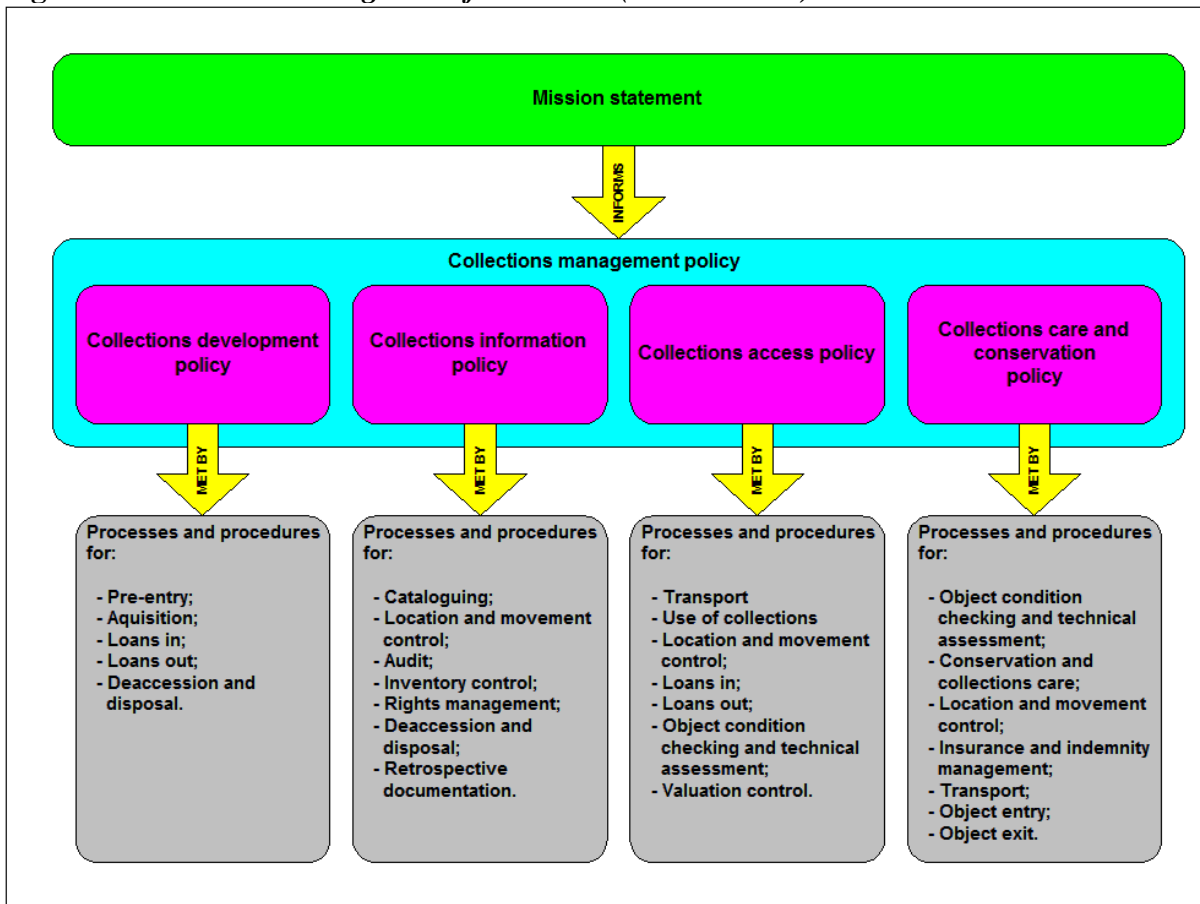 Mission statement
INFORMS
Collections management policy
Collections development
policy
Collections information
policy
Collections access policy
Collections care and
conservation
policy
MET BY
MET BY
MET BY
MET BY
Processes and procedures
for:
- Pre-entry;
- Aquisition;
- Loans in;
- Loans out;
- Deaccession and
disposal.
Processes and procedures
for:
- Cataloguing;
- Location and movement
control;
- Audit;
- Inventory control;
- Rights management;
- Deaccession and
disposal;
- Retrospective
documentation.
Processes and procedures
for:
- Transport
- Use of collections
- Location and movement
control;
- Loans in;
- Loans out;
- Object condition
checking and technical
assessment;
- Valuation control.
Processes and procedures
for:
- Object condition
checking and technical
assessment;
- Conservation and
collections care;
- Location and movement
control;
- Insurance and indemnity
management;
- Transport;
- Object entry;
- Object exit.